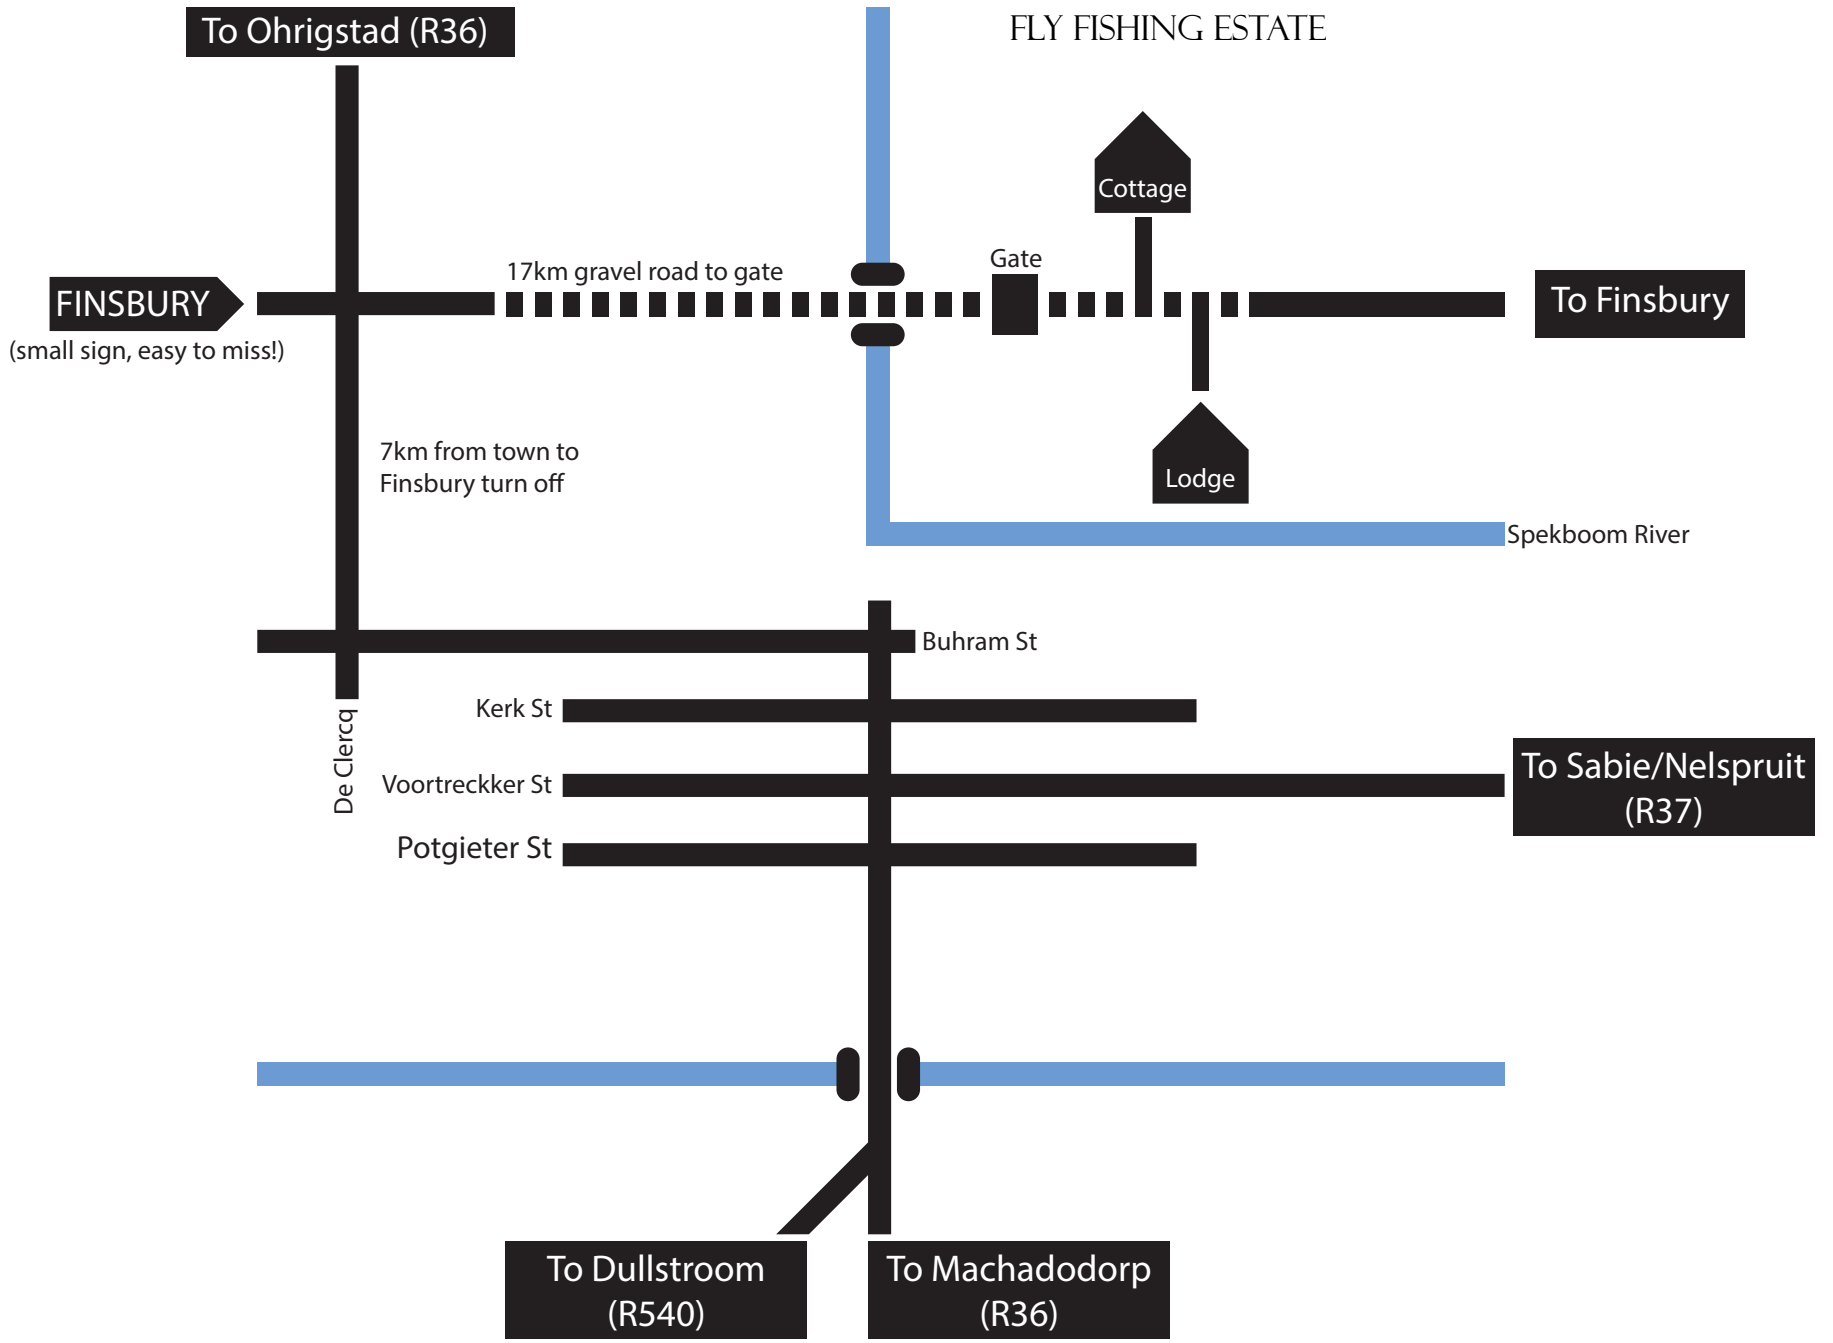 To Ohrigstad (R36)
FLY FISHING ESTATE
Cottage
Gate
17km gravel road to gate
FINSBURY
(small sign, easy to miss!)
To Finsbury
7km from town to
Finsbury turn off
Lodge
Spekboom River
Buhram St
Kerk St
De Clercq
Voortreckker St
To Sabie/Nelspruit
(R37)
Potgieter St
To Dullstroom
(R540)
To Machadodorp
(R36)